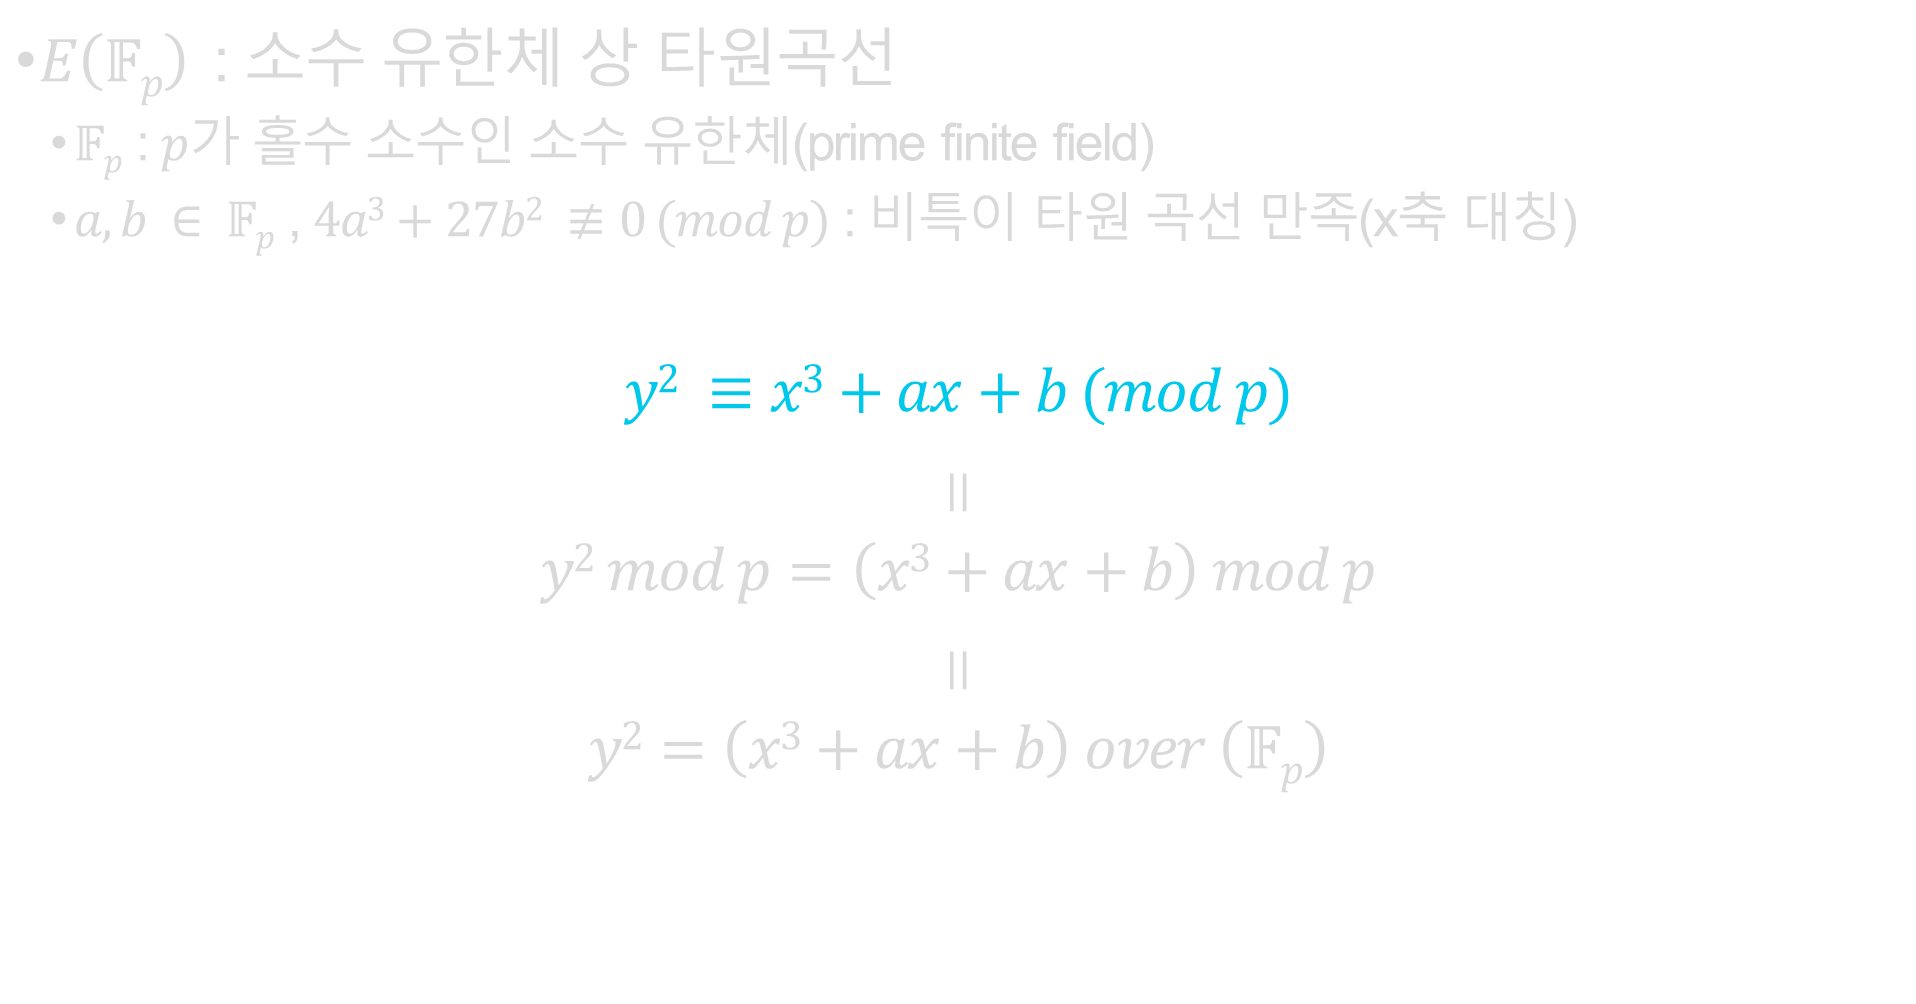 •E(𝔽ₚ) : 소수 유한체 상 타원곡선
•𝔽ₚ : p가 홀수 소수인 소수 유한체(prime finite field)
•a, b ∈ 𝔽ₚ , 4a³ + 27b² ≢ 0 (mod p) : 비특이 타원 곡선 만족(x축 대칭)
y² ≡ x³ + ax + b (mod p)
=
y² mod p = (x³ + ax + b) mod p
=
y² = (x³ + ax + b) over (𝔽ₚ)